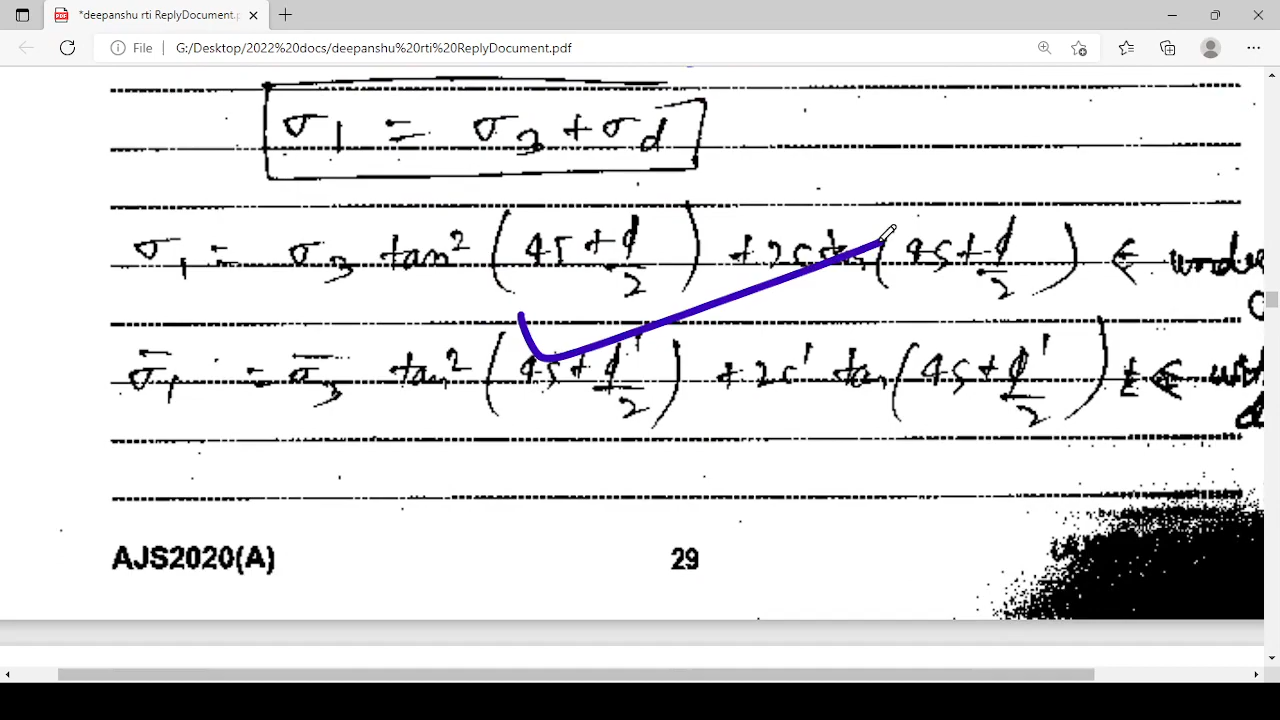 *deepanshu rti ReplyDocument.p
File G:/Desktop/2022%20docs/deepanshu%20rti%20ReplyDocument.pdf
σ1 = σ3 + σd
σ1 = σ3 tan² (45 + ϕ/2) + 2c tan (45 + ϕ/2) ←
σ̄1 = σ̄3 tan² (45 + ϕ'/2) + 2c' tan (45 + ϕ'/2) ←
AJS2020(A) 29